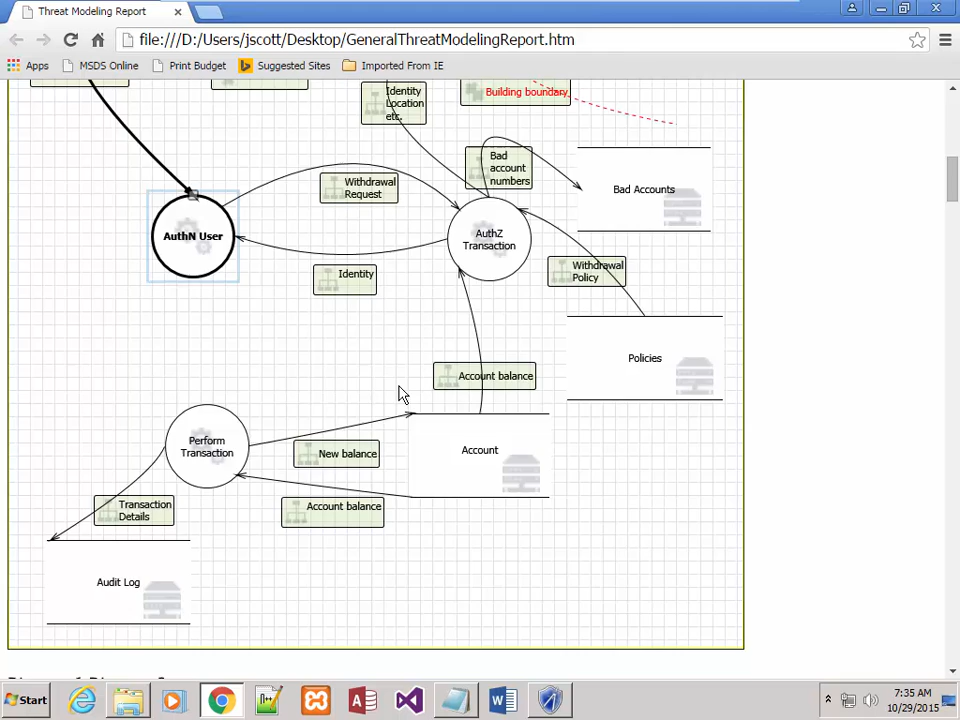 Threat Modeling Report
file:///D:/Users/jscott/Desktop/GeneralThreatModelingReport.htm
Apps
MSDS Online
Print Budget
Suggested Sites
Imported From IE
Identity
Location
etc.
Building boundary
Bad
account
numbers
Bad Accounts
Withdrawal
Request
AuthN User
AuthZ
Transaction
Withdrawal
Policy
Identity
Policies
Account balance
Perform
Transaction
New balance
Account
Account balance
Transaction
Details
Audit Log
Start
7:35 AM
10/29/2015